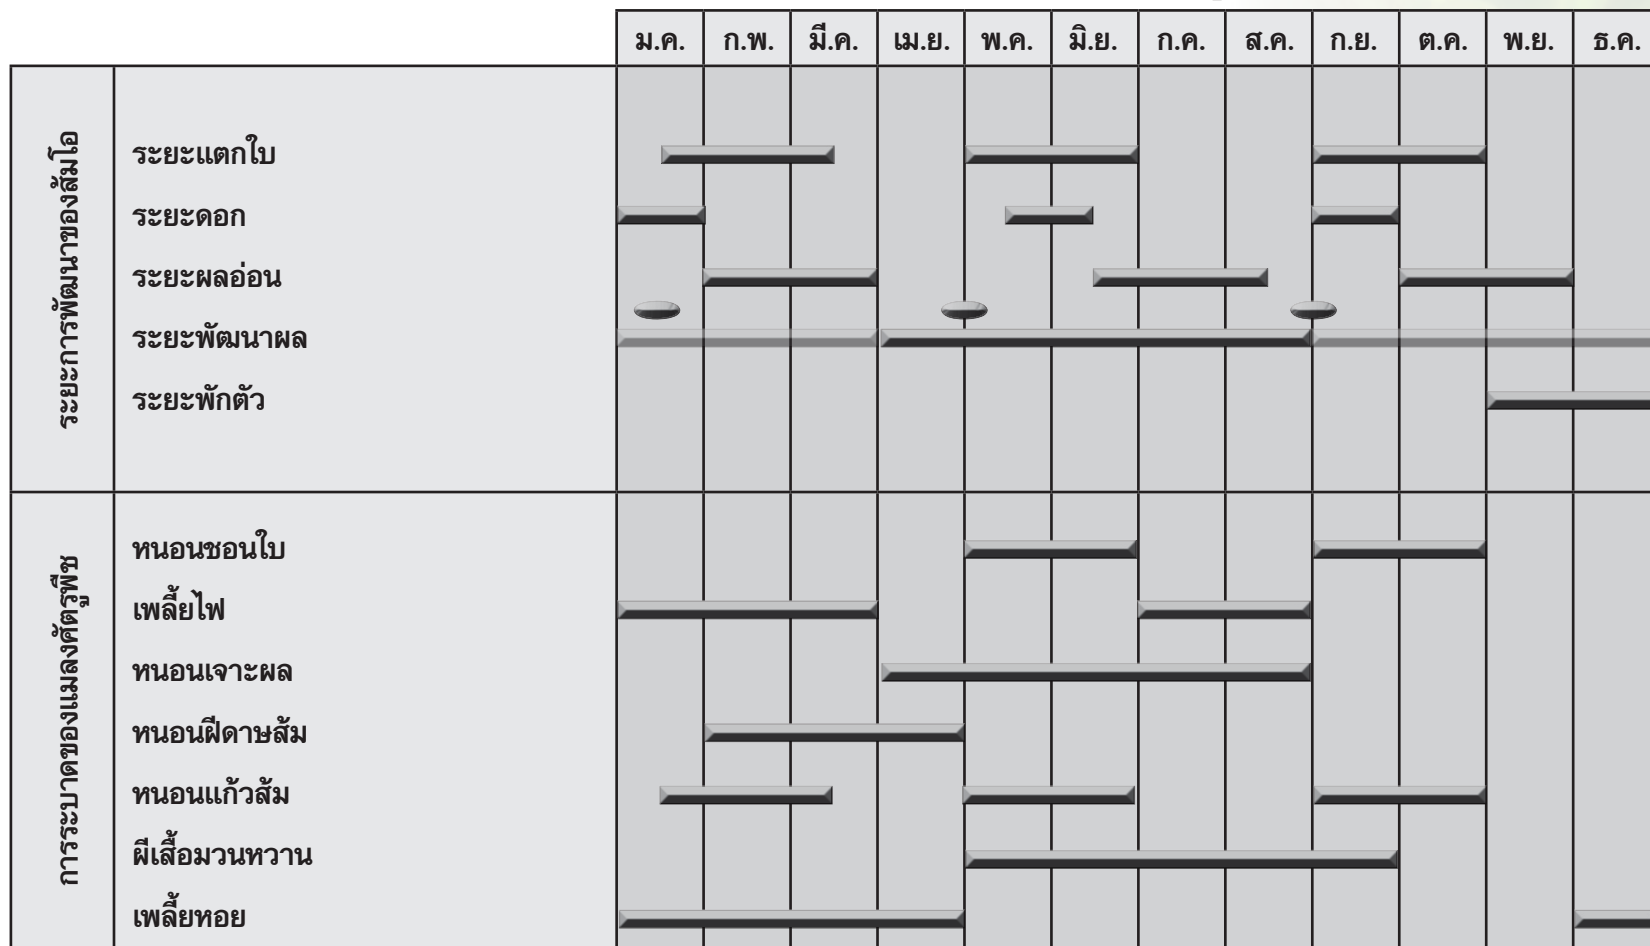 ม.ค. ก.พ. มี.ค. เม.ย. พ.ค. มิ.ย. ก.ค. ส.ค. ก.ย. ต.ค. พ.ย. ธ.ค.
ระยะการพัฒนาของส้มโอ
ระยะแตกใบ
ระยะดอก
ระยะผลอ่อน
ระยะพัฒนาผล
ระยะพักตัว
การระบาดของแมลงศัตรูพืช
หนอนชอนใบ
เพลี้ยไฟ
หนอนเจาะผล
หนอนฝีดาษส้ม
หนอนแก้วส้ม
ผีเสื้อมวนหวาน
เพลี้ยหอย